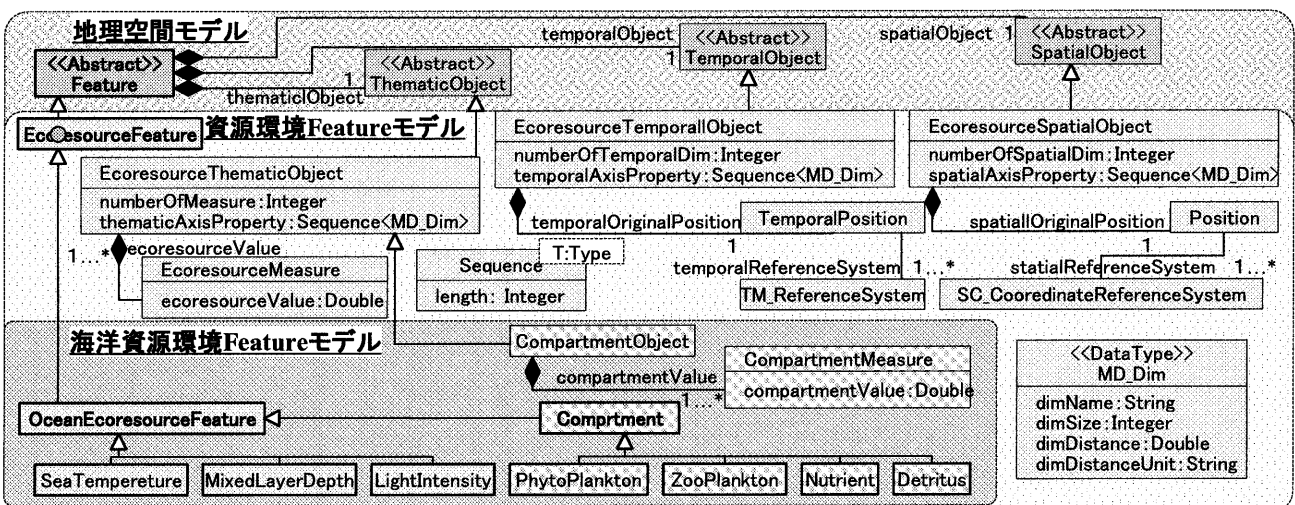 地理空間モデル
temporalObject
spatialObject 1
<<Abstract>>
Feature
<<Abstract>>
ThematicObject
<<Abstract>>
TemporalObject
<<Abstract>>
SpatialObject
1
1
thematiclObject
EcoresourceFeature
資源環境Featureモデル
EcoresourceTemporallObject
numberOfTemporalDim:Integer
temporalAxisProperty:Sequence<MD_Dim>
EcoresourceSpatialObject
numberOfSpatialDim:Integer
spatialAxisProperty:Sequence<MD_Dim>
EcoresourceThematicObject
numberOfMeasure:Integer
thematicAxisProperty:Sequence<MD_Dim>
temporalOriginalPosition
TemporalPosition
1
spatiallOriginalPosition
Position
1
1...*
ecoresourceValue
EcoresourceMeasure
ecoresourceValue:Double
T:Type
Sequence
length: Integer
temporalReferenceSystem 1...*
TM_ReferenceSystem
statialReferenceSystem 1...*
SC_CooredinateReferenceSystem
海洋資源環境Featureモデル
CompartmentObject
compartmentValue
1...*
CompartmentMeasure
compartmentValue:Double
<<DataType>>
MD_Dim
dimName:String
dimSize:Integer
dimDistance:Double
dimDistanceUnit:String
OceanEcoresourceFeature
Comprtment
SeaTempereture
MixedLayerDepth
LightIntensity
PhytoPlankton
ZooPlankton
Nutrient
Detritus